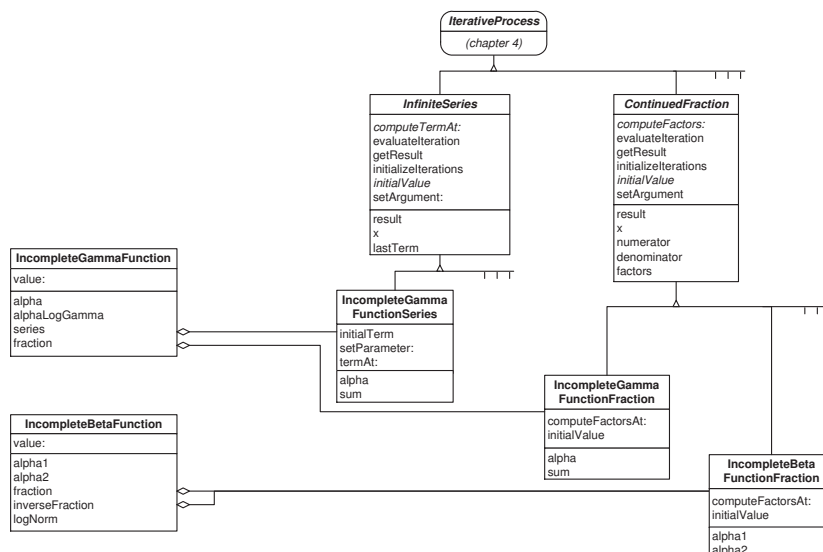 IterativeProcess
(chapter 4)
InfiniteSeries
computeTermAt:
evaluateIteration
getResult
initializeIterations
initialValue
setArgument:
result
x
lastTerm
ContinuedFraction
computeFactors:
evaluateIteration
getResult
initializeIterations
initialValue
setArgument
result
x
numerator
denominator
factors
IncompleteGammaFunction
value:
alpha
alphaLogGamma
series
fraction
IncompleteGamma
FunctionSeries
initialTerm
setParameter:
termAt:
alpha
sum
IncompleteGamma
FunctionFraction
computeFactorsAt:
initialValue
alpha
sum
IncompleteBetaFunction
value:
alpha1
alpha2
fraction
inverseFraction
logNorm
IncompleteBeta
FunctionFraction
computeFactorsAt:
initialValue
alpha1
alpha2